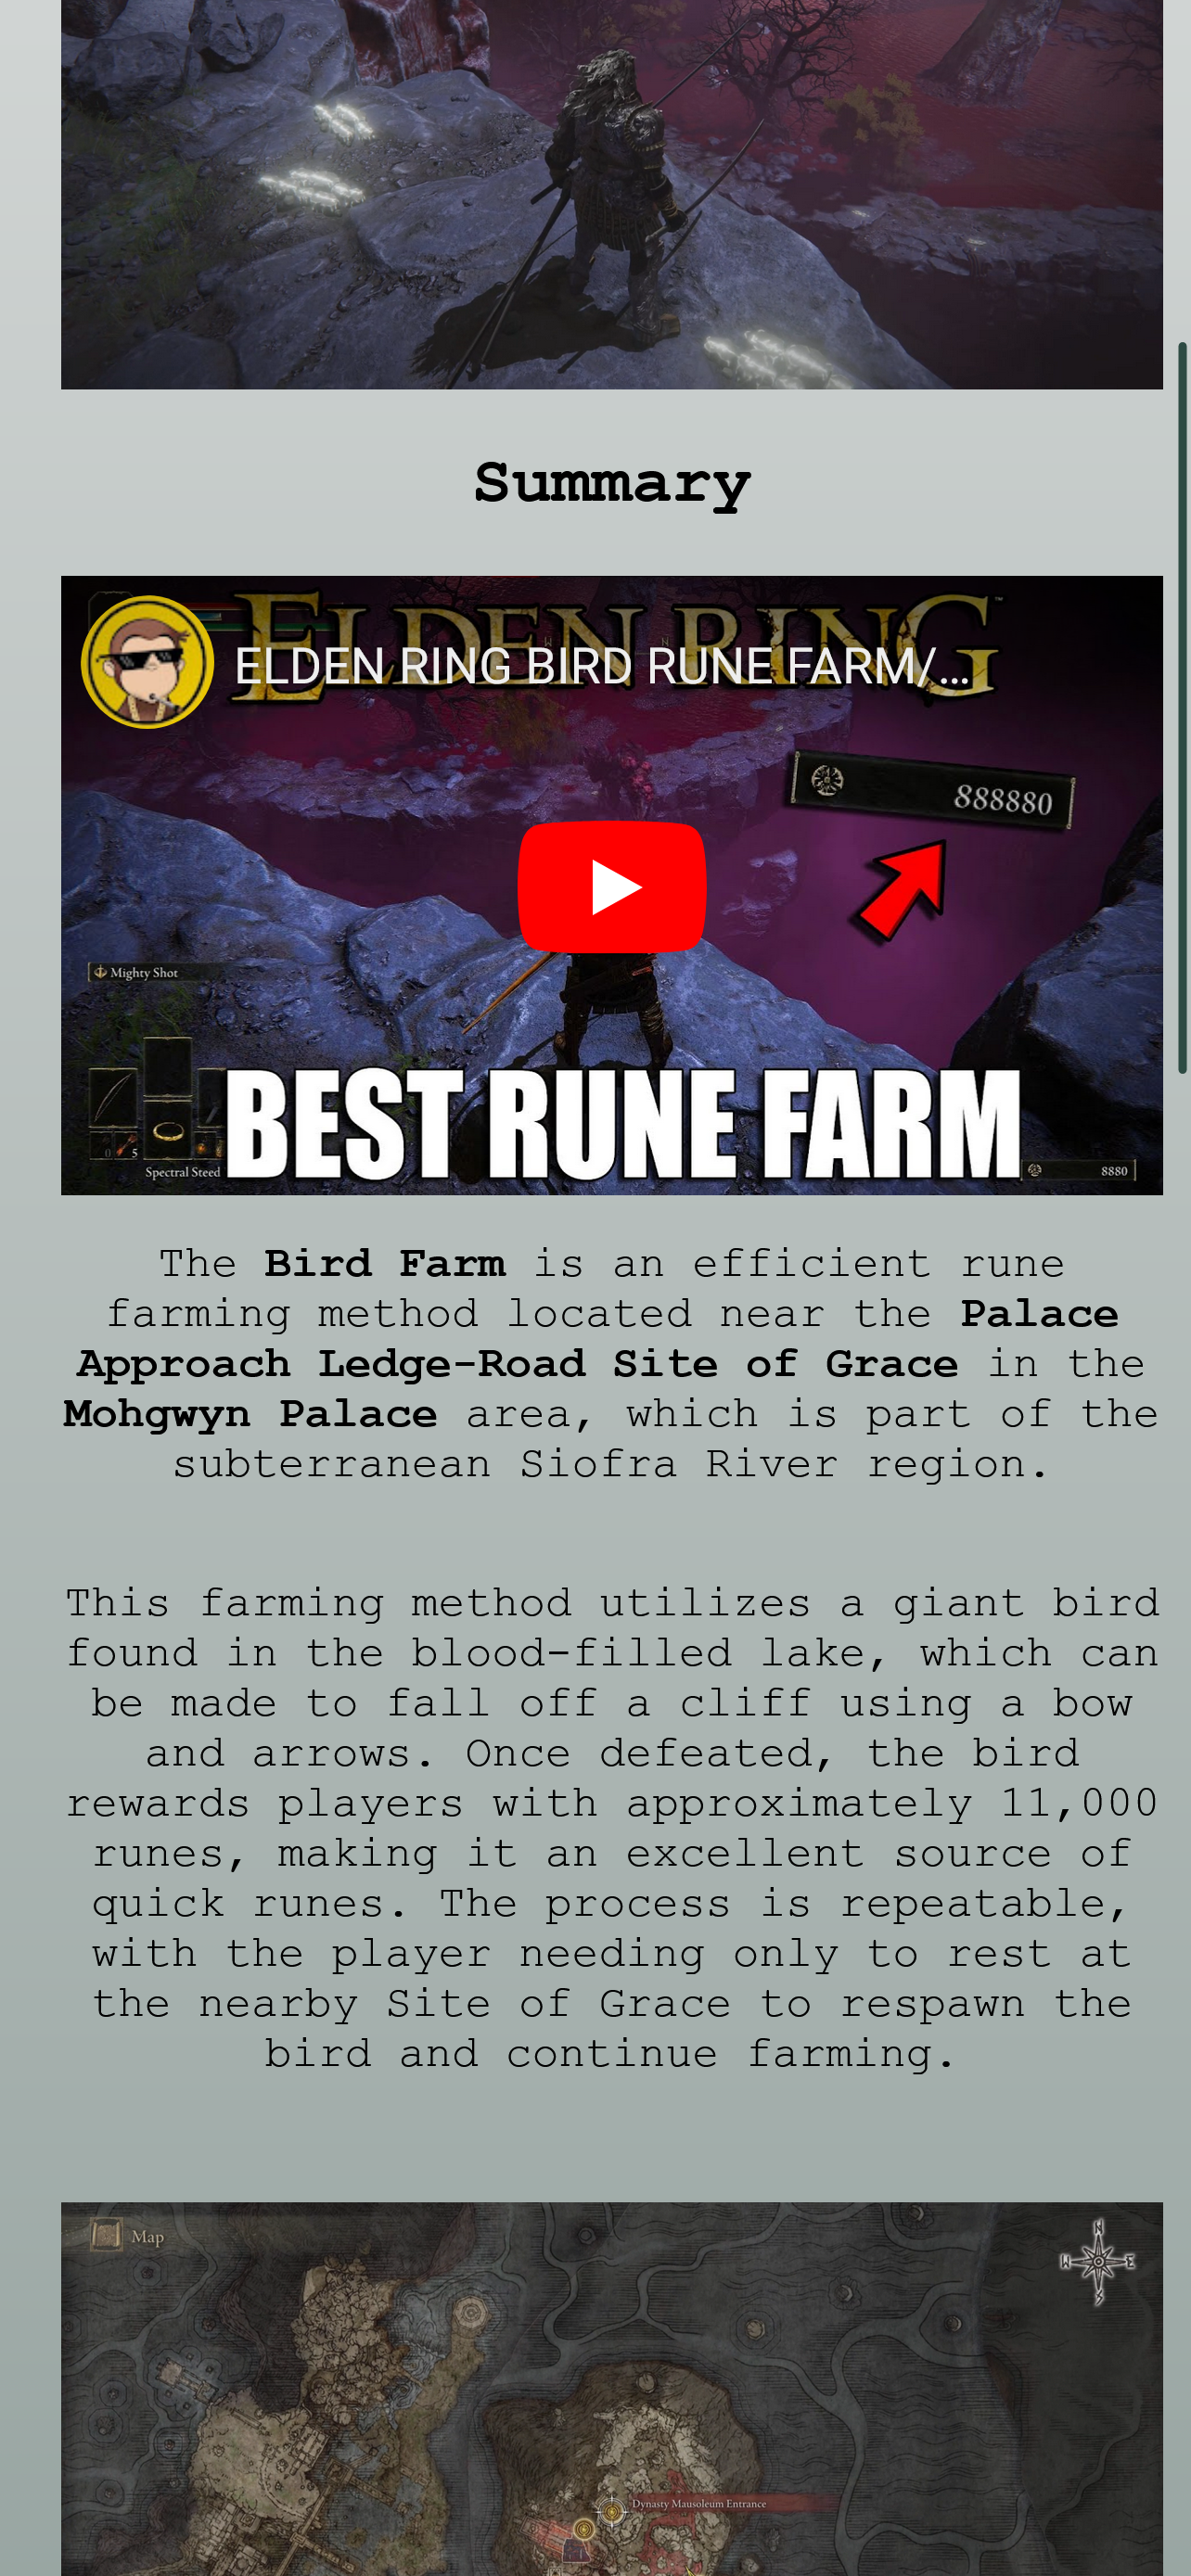 Summary
ELDEN RING
ELDEN RING BIRD RUNE FARM/...
888880
Mighty Shot
5
Spectral Steed
BEST RUNE FARM
8880
The Bird Farm is an efficient rune
farming method located near the Palace
Approach Ledge-Road Site of Grace in the
Mohgwyn Palace area, which is part of the
subterranean Siofra River region.
This farming method utilizes a giant bird
found in the blood-filled lake, which can
be made to fall off a cliff using a bow
and arrows. Once defeated, the bird
rewards players with approximately 11,000
runes, making it an excellent source of
quick runes. The process is repeatable,
with the player needing only to rest at
the nearby Site of Grace to respawn the
bird and continue farming.
Map
N
W E
S
Dynasty Mausoleum Entrance